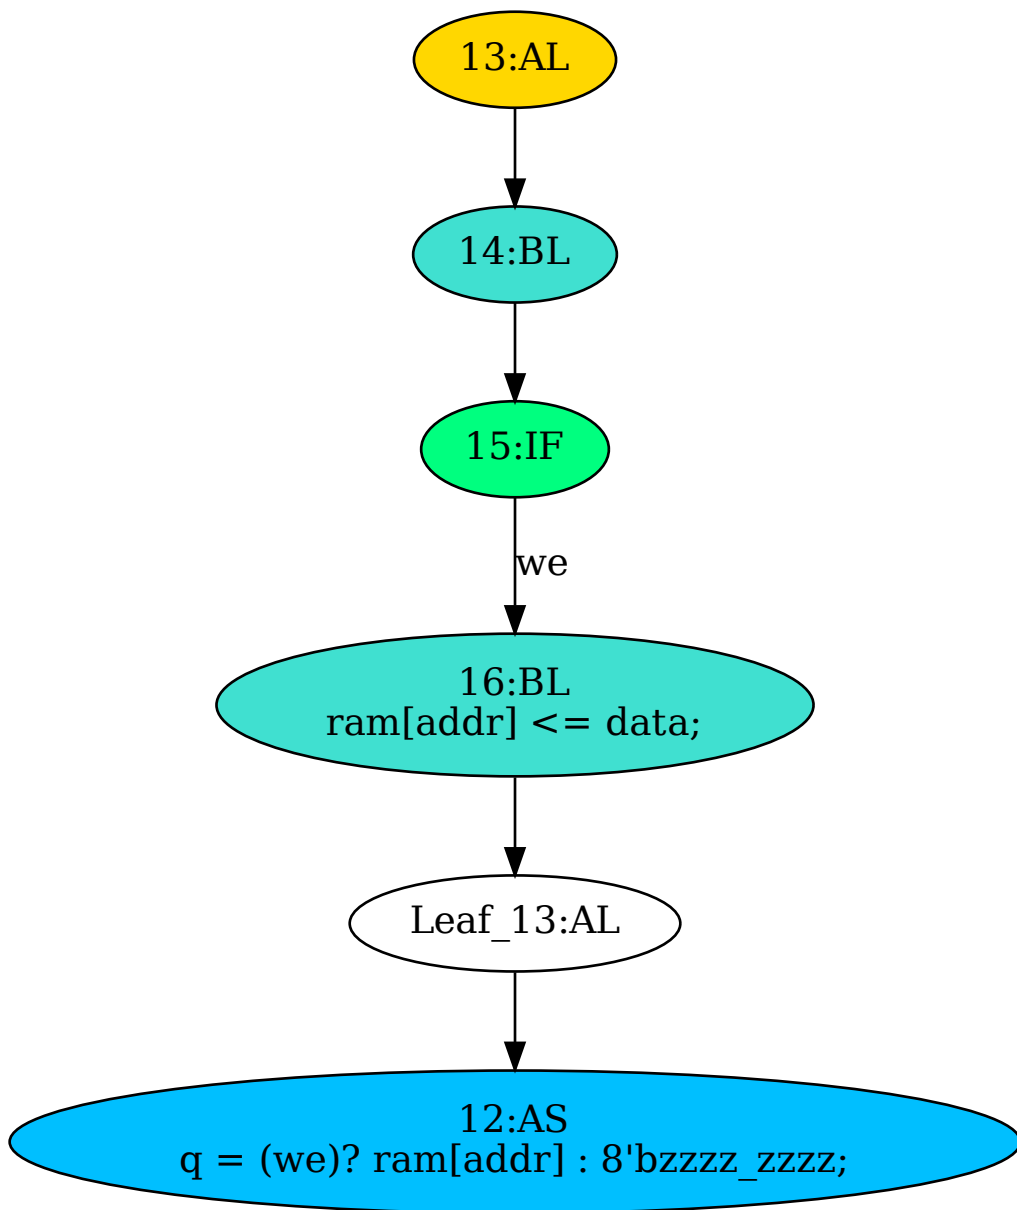 13:AL
14:BL
15:IF
we
16:BL
ram[addr] <= data;
Leaf_13:AL
12:AS
q = (we)? ram[addr] : 8'bzzzz_zzzz;